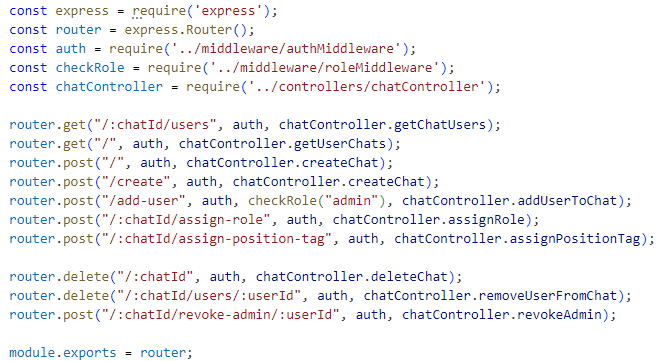 const express = require('express');
const router = express.Router();
const auth = require('../middleware/authMiddleware');
const checkRole = require('../middleware/roleMiddleware');
const chatController = require('../controllers/chatController');

router.get("/:chatId/users", auth, chatController.getChatUsers);
router.get("/", auth, chatController.getUserChats);
router.post("/", auth, chatController.createChat);
router.post("/create", auth, chatController.createChat);
router.post("/add-user", auth, checkRole("admin"), chatController.addUserToChat);
router.post("/:chatId/assign-role", auth, chatController.assignRole);
router.post("/:chatId/assign-position-tag", auth, chatController.assignPositionTag);

router.delete("/:chatId", auth, chatController.deleteChat);
router.delete("/:chatId/users/:userId", auth, chatController.removeUserFromChat);
router.post("/:chatId/revoke-admin/:userId", auth, chatController.revokeAdmin);

module.exports = router;